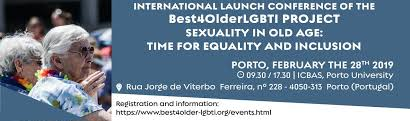 INTERNATIONAL LAUNCH CONFERENCE OF THE
Best4OlderLGBTI PROJECT
SEXUALITY IN OLD AGE:
TIME FOR EQUALITY AND INCLUSION
PORTO, FEBRUARY THE 28TH 2019
09.30 / 17.30 | ICBAS, Porto University
Rua Jorge de Viterbo Ferreira, nº 228 - 4050-313 Porto (Portugal)
Registration and information:
https://www.best4older-lgbti.org/events.html